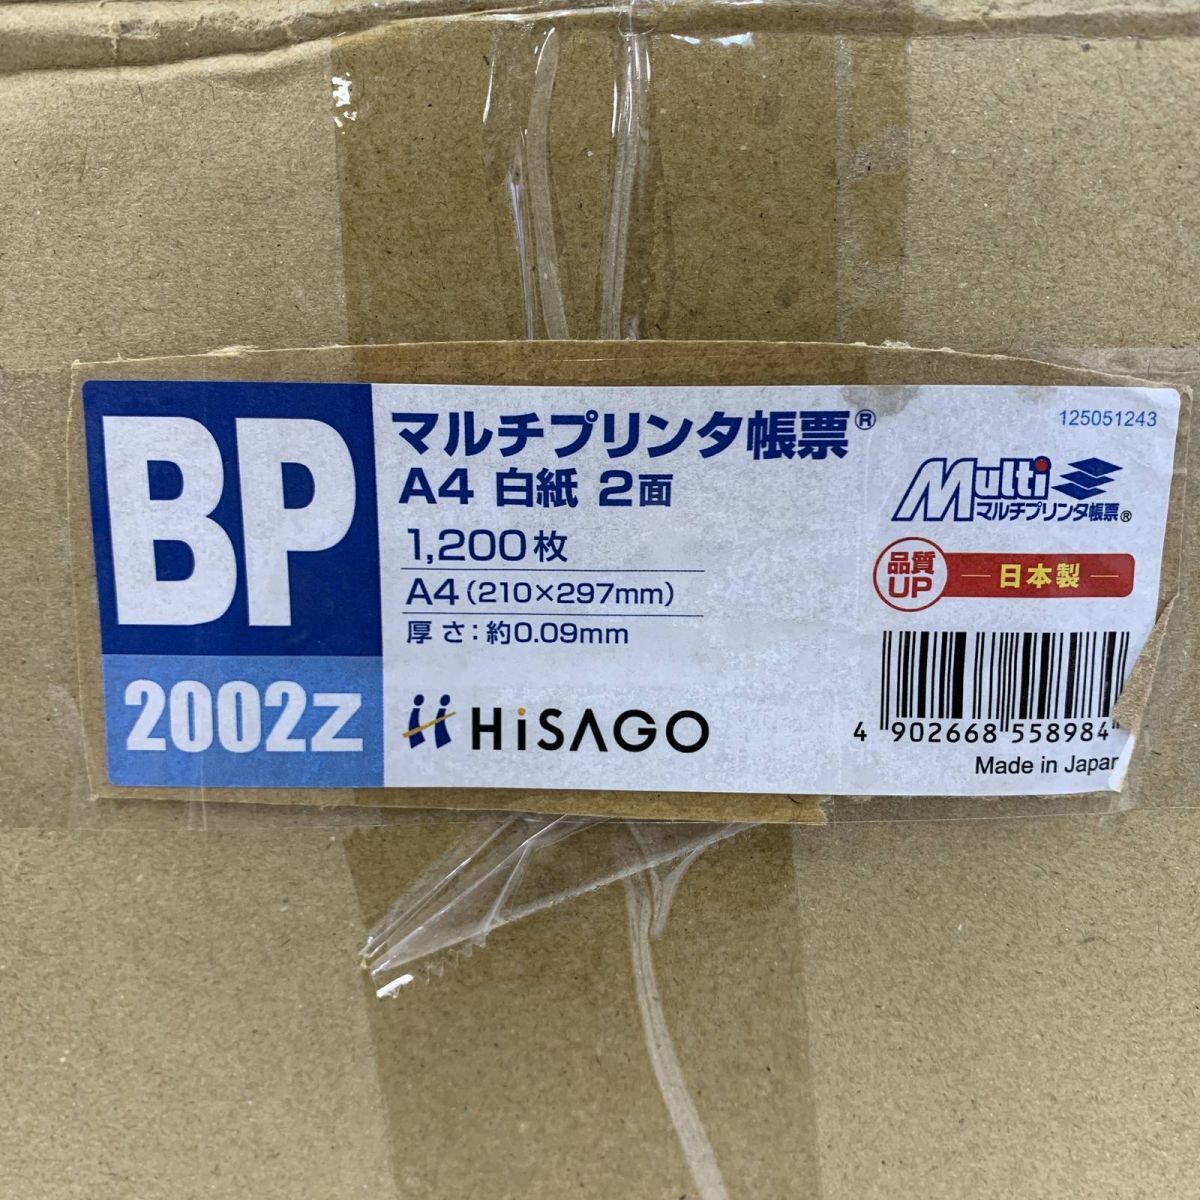 BP
2002Z
マルチプリンタ帳票®
A4 白紙 2面
1,200枚
A4(210×297mm)
厚さ:約0.09mm
HiSAGO
125051243
Multi
マルチプリンタ帳票®
品質
UP
日本製
4 902668 558984
Made in Japan